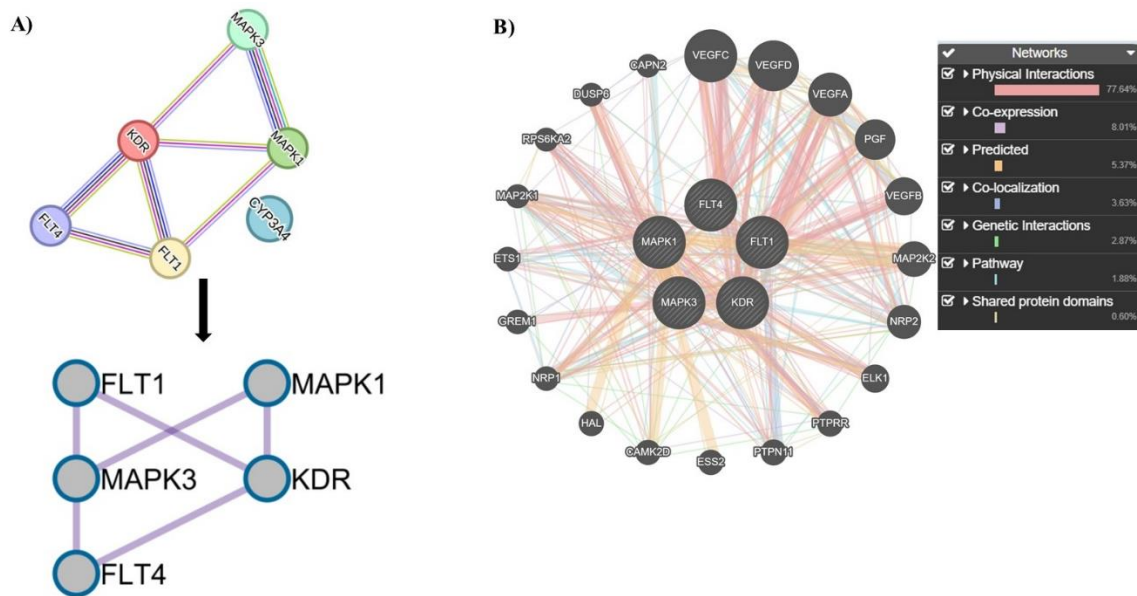 A)
MAPK3
KDR
MAPK1
CYP3A4
FLT4
FLT1
FLT1
MAPK1
MAPK3
KDR
FLT4
B)
CAPN2
VEGFC
VEGFD
DUSP6
VEGFA
RPS6KA2
PGF
MAP2K1
FLT4
VEGFB
ETS1
MAPK1
FLT1
MAP2K2
GREM1
MAPK3
KDR
NRP2
NRP1
ELK1
HAL
PTPRR
CAMK2D
ESS2
PTPN11
Networks
Physical Interactions
77.64%
Co-expression
8.01%
Predicted
5.37%
Co-localization
3.63%
Genetic Interactions
2.87%
Pathway
1.88%
Shared protein domains
0.60%